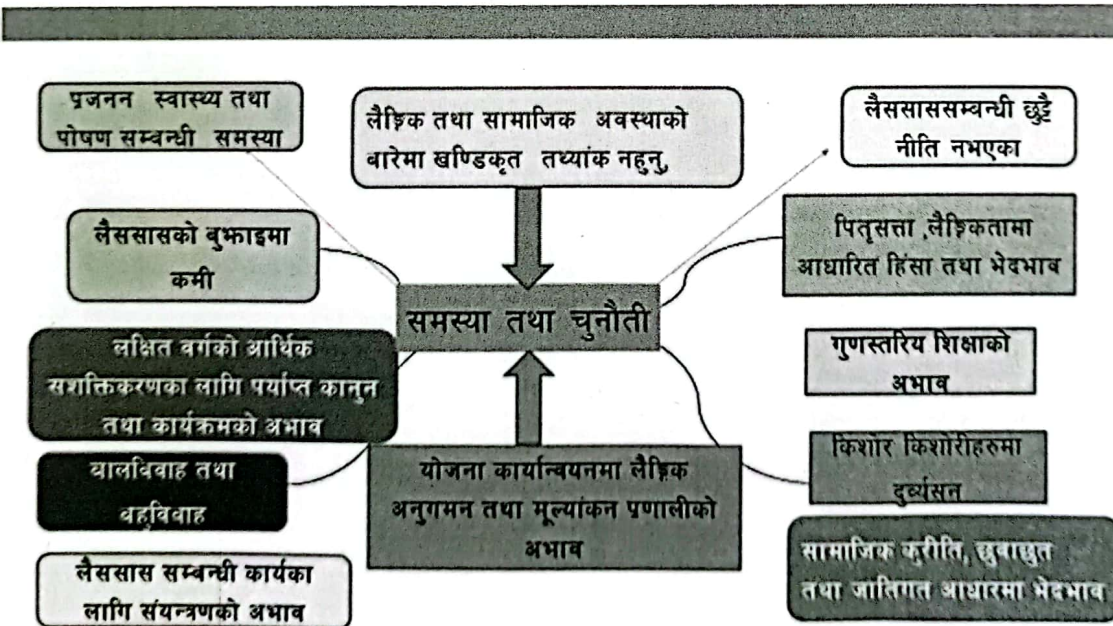 प्रजनन स्वास्थ्य तथा
पोषण सम्बन्धी समस्या
लैङ्गिक तथा सामाजिक अवस्थाको
बारेमा खण्डिकृत तथ्यांक नहुनु,
लैससाससम्बन्धी छुट्टै
नीति नभएका
लैससासको बुझाइमा
कमी
पितृसत्ता ,लैङ्गिकतामा
आधारित हिंसा तथा भेदभाव
समस्या तथा चुनौती
लक्षित वर्गको आर्थिक
सशक्तिकरणका लागि पर्याप्त कानुन
तथा कार्यक्रमको अभाव
गुणस्तरिय शिक्षाको
अभाव
बालविवाह तथा
बहुविवाह
योजना कार्यान्वयनमा लैङ्गिक
अनुगमन तथा मूल्यांकन प्रणालीको
अभाव
किशोर किशोरीहरुमा
दुर्व्यसन
लैससास सम्बन्धी कार्यका
लागि संयन्त्रणको अभाव
सामाजिक कुरीति, छुवाछुत
तथा जातिगत आधारमा भेदभाव